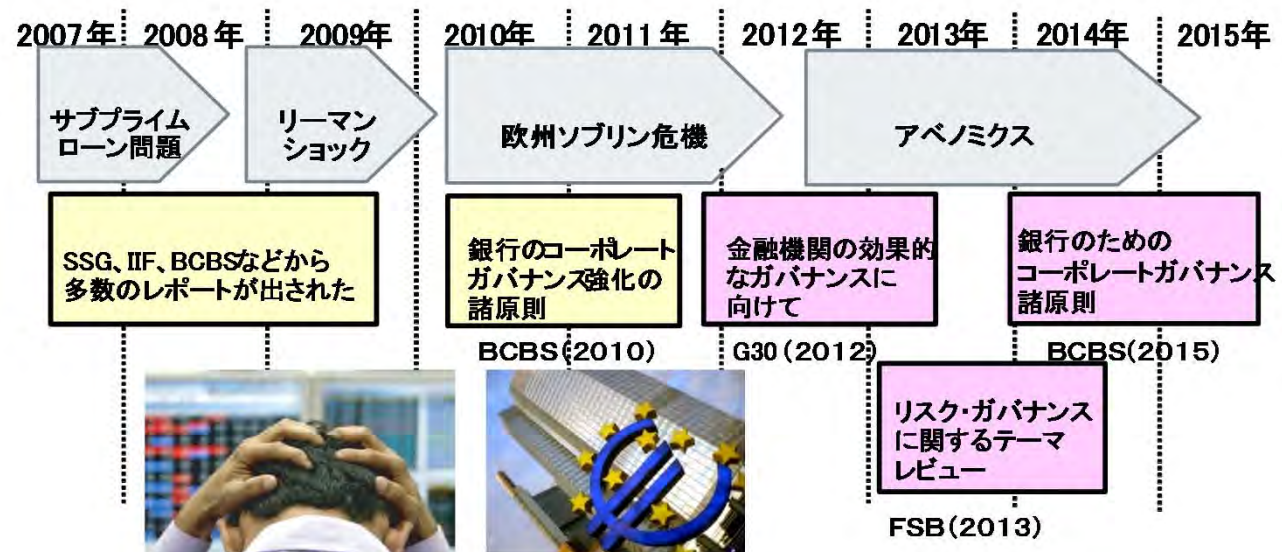 2007年 2008年 2009年 2010年 2011年 2012年 2013年 2014年 2015年
サブプライム
ローン問題
リーマン
ショック
欧州ソブリン危機
アベノミクス
SSG、IIF、BCBSなどから
多数のレポートが出された
銀行のコーポレート
ガバナンス強化の
諸原則
BCBS(2010)
金融機関の効果的
なガバナンスに
向けて
G30(2012)
銀行のための
コーポレートガバナンス
諸原則
BCBS(2015)
リスク・ガバナンス
に関するテーマ
レビュー
FSB(2013)